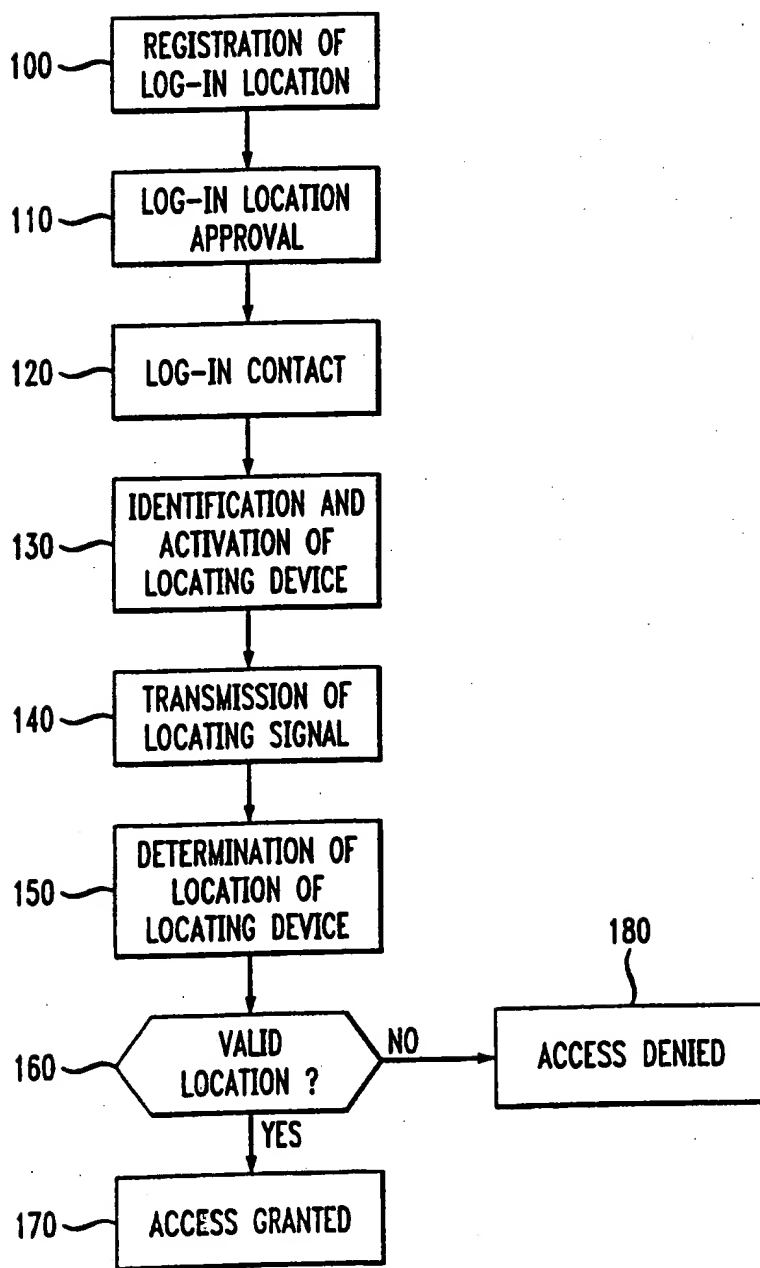 100
REGISTRATION OF
LOG-IN LOCATION
110
LOG-IN LOCATION
APPROVAL
120
LOG-IN CONTACT
130
IDENTIFICATION AND
ACTIVATION OF
LOCATING DEVICE
140
TRANSMISSION OF
LOCATING SIGNAL
150
DETERMINATION OF
LOCATION OF
LOCATING DEVICE
160
VALID
LOCATION ?
NO
180
ACCESS DENIED
YES
170
ACCESS GRANTED